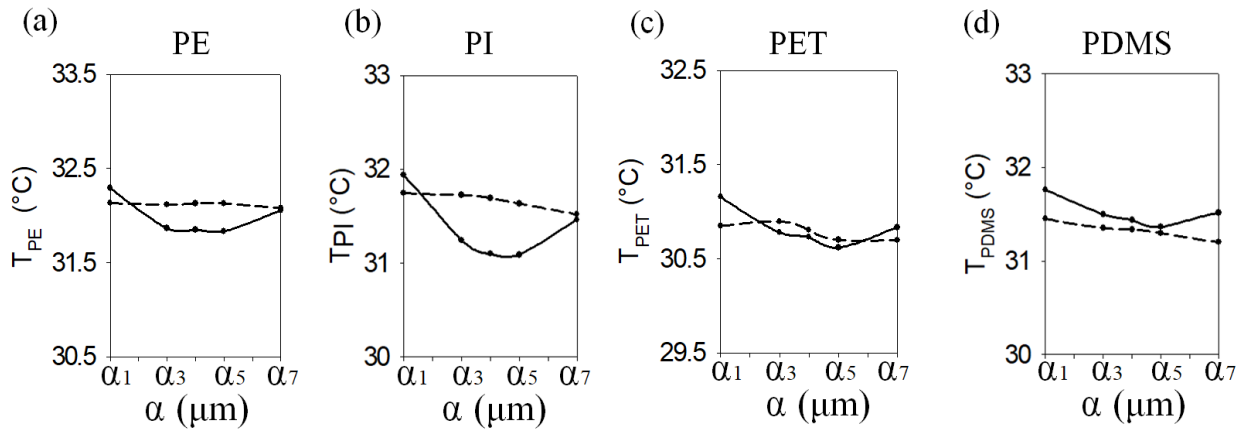 (a)
PE
33.5
32.5
31.5
30.5
T_PE (°C)
α1 α3 α5 α7
α (μm)
(b)
PI
33
32
31
30
TPI (°C)
α1 α3 α5 α7
α (μm)
(c)
PET
32.5
31.5
30.5
29.5
T_PET (°C)
α1 α3 α5 α7
α (μm)
(d)
PDMS
33
32
31
30
T_PDMS (°C)
α1 α3 α5 α7
α (μm)